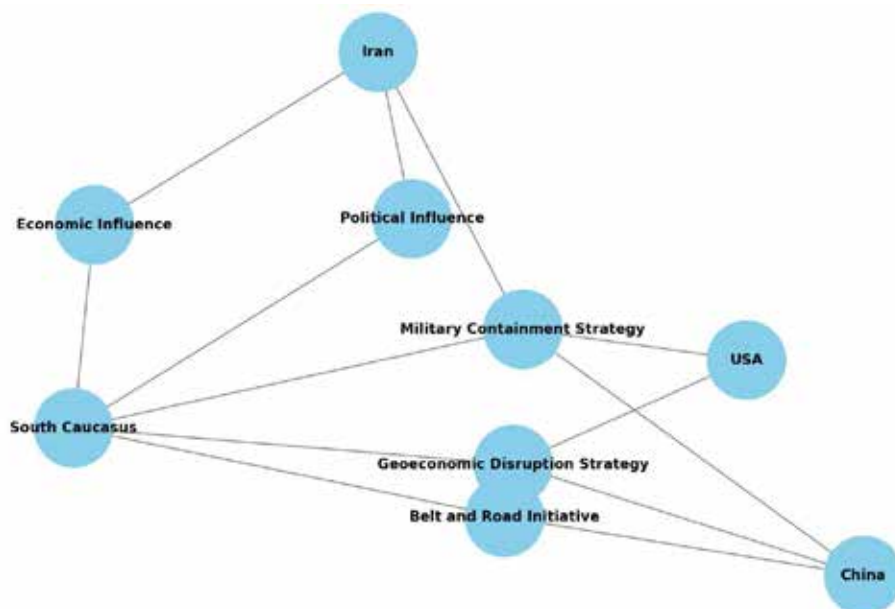 Iran
Economic Influence
Political Influence
Military Containment Strategy
USA
South Caucasus
Geoeconomic Disruption Strategy
Belt and Road Initiative
China